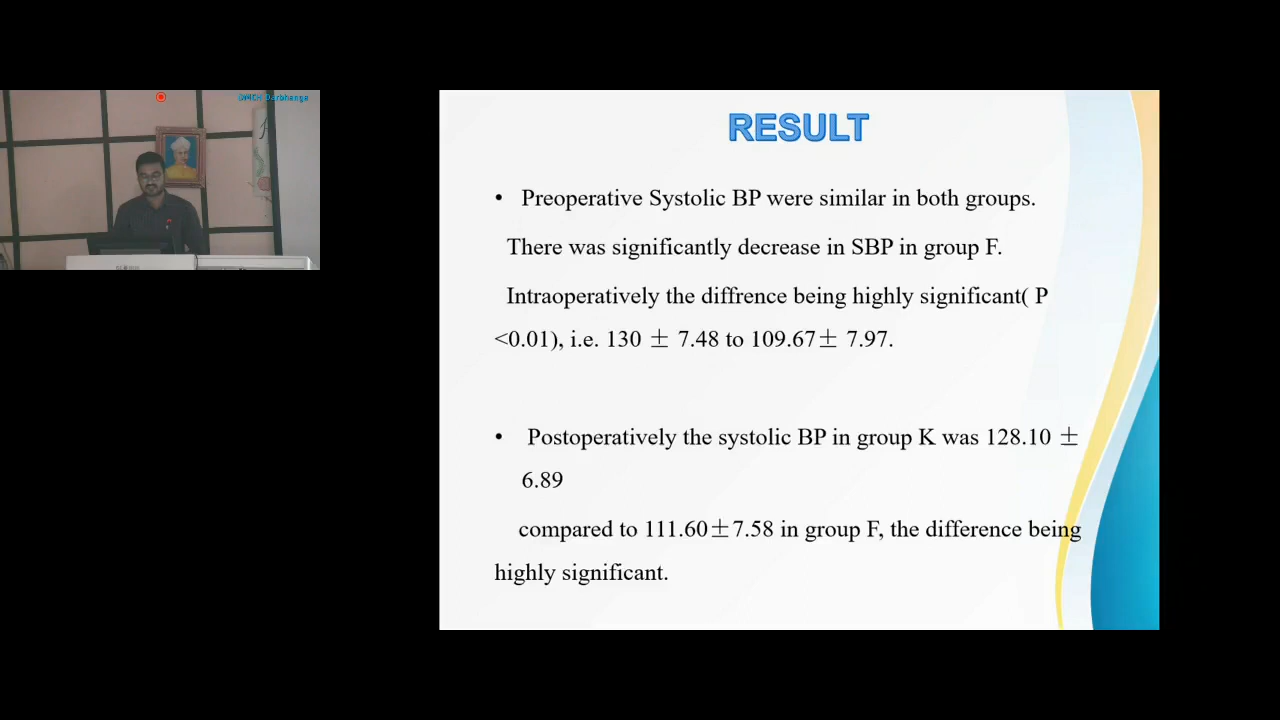 DMCH Darbhanga
RESULT
• Preoperative Systolic BP were similar in both groups.
There was significantly decrease in SBP in group F.
Intraoperatively the diffrence being highly significant( P
<0.01), i.e. 130 ± 7.48 to 109.67± 7.97.
• Postoperatively the systolic BP in group K was 128.10 ±
6.89
compared to 111.60±7.58 in group F, the difference being
highly significant.